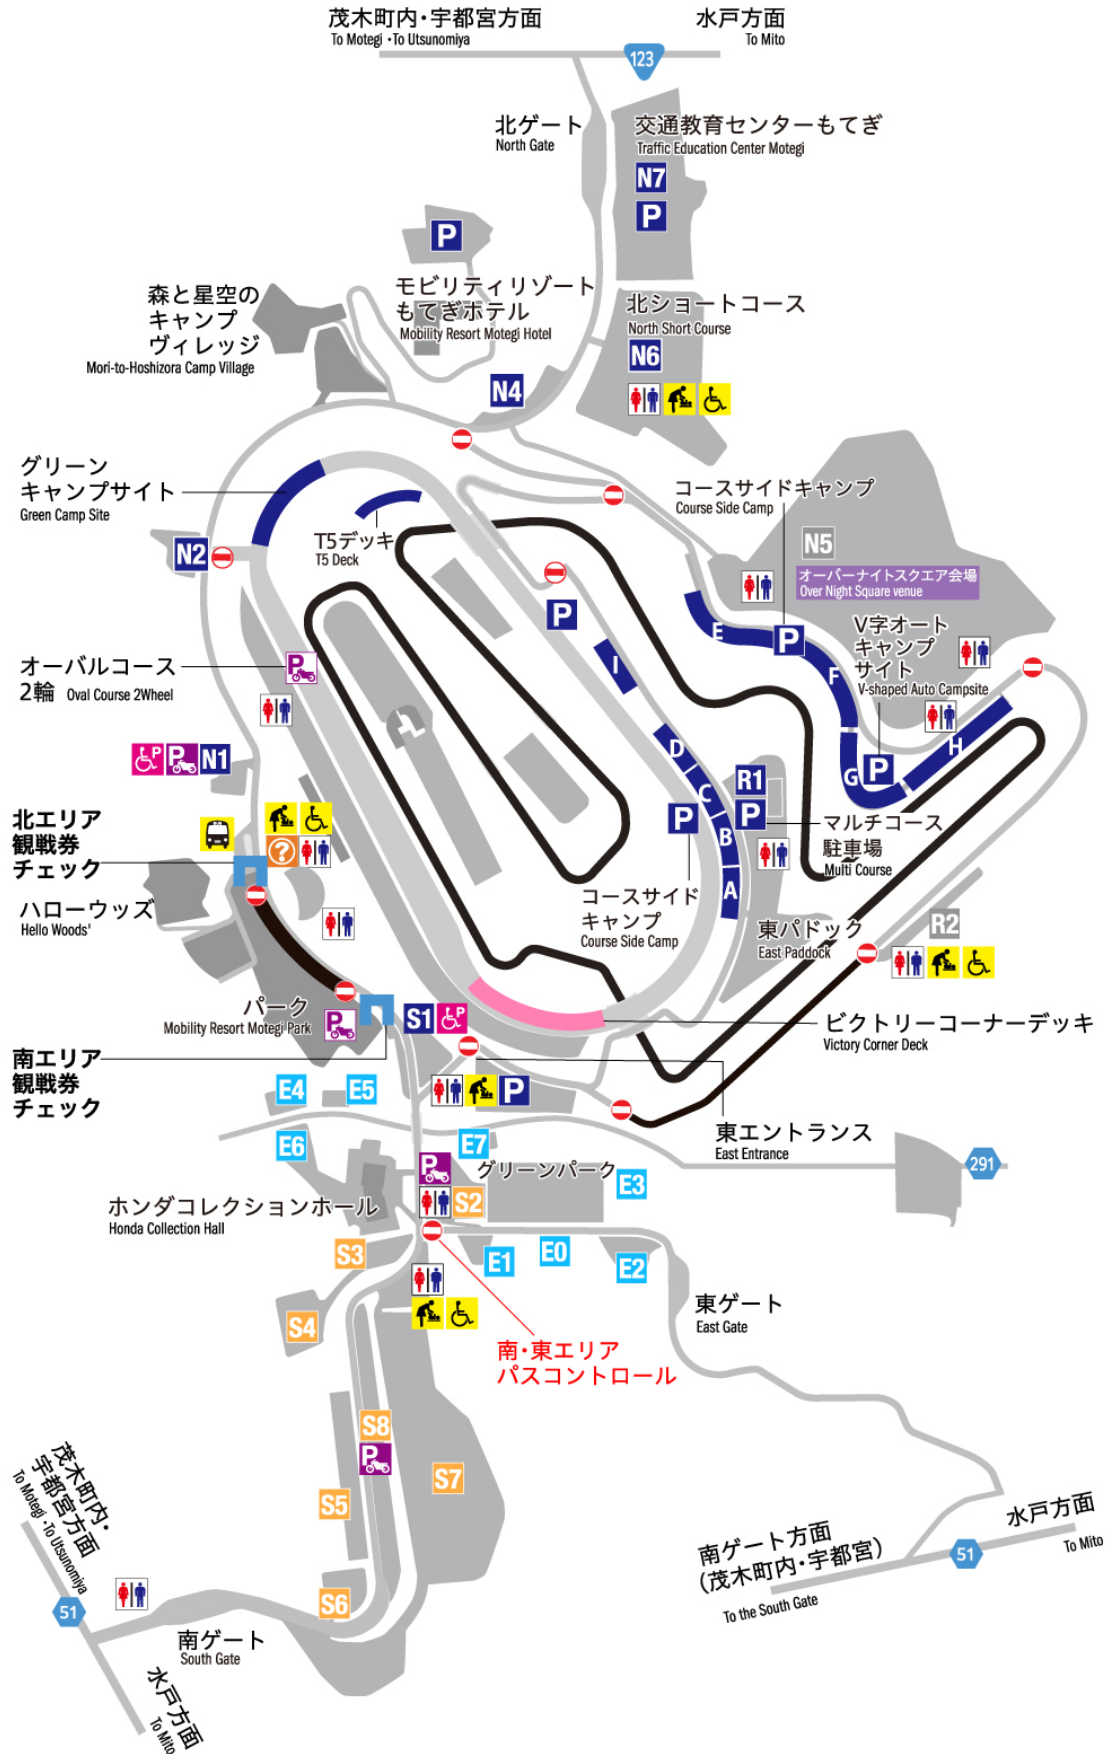 茂木町内・宇都宮方面
To Motegi・To Utsunomiya
水戸方面
To Mito
123
北ゲート
North Gate
交通教育センターもてぎ
Traffic Education Center Motegi
N7
P
P
モビリティリゾート
もてぎホテル
Mobility Resort Motegi Hotel
森と星空の
キャンプ
ヴィレッジ
Mori-to-Hoshizora Camp Village
北ショートコース
North Short Course
N6
N4
グリーン
キャンプサイト
Green Camp Site
コースサイドキャンプ
Course Side Camp
T5デッキ
T5 Deck
N2
N5
オーバーナイトスクエア会場
Over Night Square venue
P
E
P
F
V字オート
キャンプ
サイト
V-shaped Auto Campsite
I
オーバルコース
2輪 Oval Course 2Wheel
P
D
C
B
A
G
P
H
P
P
N1
R1
P
P
マルチコース
駐車場
Multi Course
北エリア
観戦券
チェック
?
ハローウッズ
Hello Woods'
コースサイド
キャンプ
Course Side Camp
東パドック
East Paddock
R2
パーク
Mobility Resort Motegi Park
P
S1
P
ビクトリーコーナーデッキ
Victory Corner Deck
南エリア
観戦券
チェック
E4
E5
P
東エントランス
East Entrance
E6
E7
291
P
グリーンパーク
E3
S2
ホンダコレクションホール
Honda Collection Hall
S3
E1
E0
E2
S4
東ゲート
East Gate
南・東エリア
パスコントロール
S8
P
S7
S5
茂木町内・
宇都宮方面
To Motegi・To Utsunomiya
51
S6
南ゲート
South Gate
水戸方面
To Mito
水戸方面
To Mito
51
南ゲート方面
(茂木町内・宇都宮)
To the South Gate